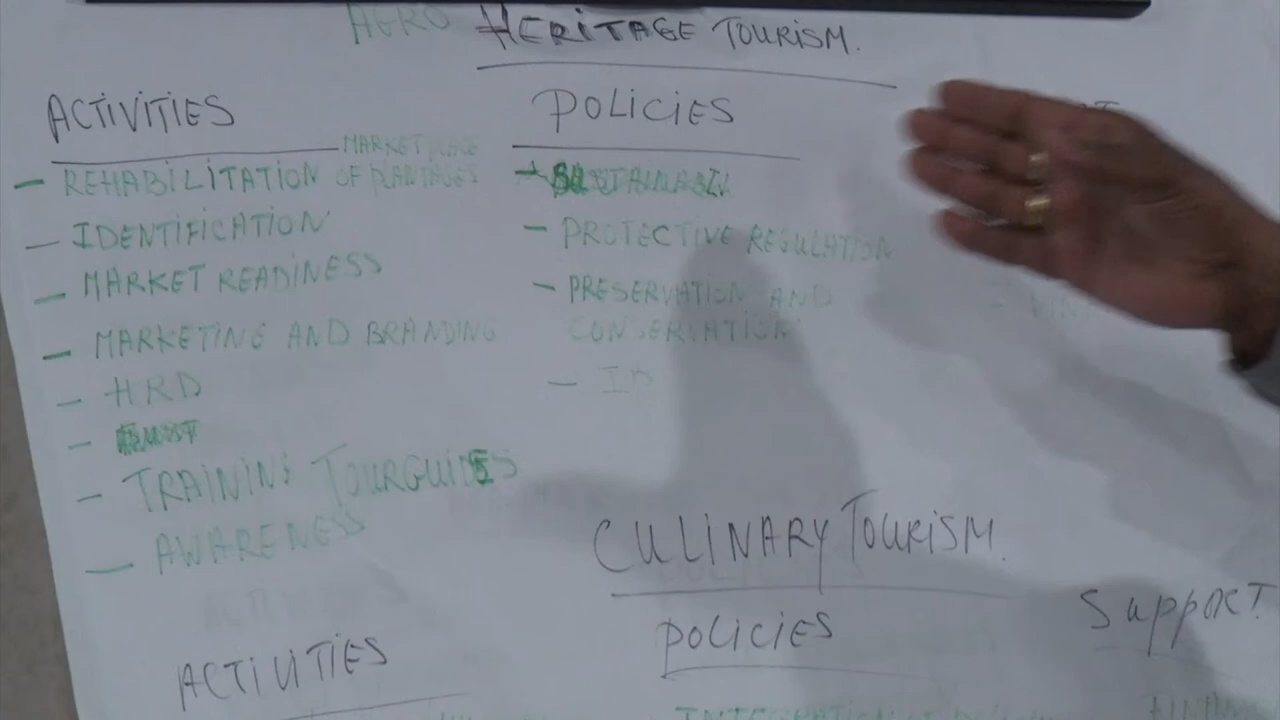 AGRO HERITAGE TOURISM.
ACTIVITIES
MARKET PLACE
- REHABILITATION OF PLANTAGES
- IDENTIFICATION
- MARKET READINESS
- MARKETING AND BRANDING
- HRD
- TRAINING TOURGUIDES
- AWARENESS
POLICIES
- PROTECTIVE REGULATION
- PRESERVATION AND
CONSERVATION
CULINARY TOURISM.
ACTIVITIES
POLICIES
SUPPORT